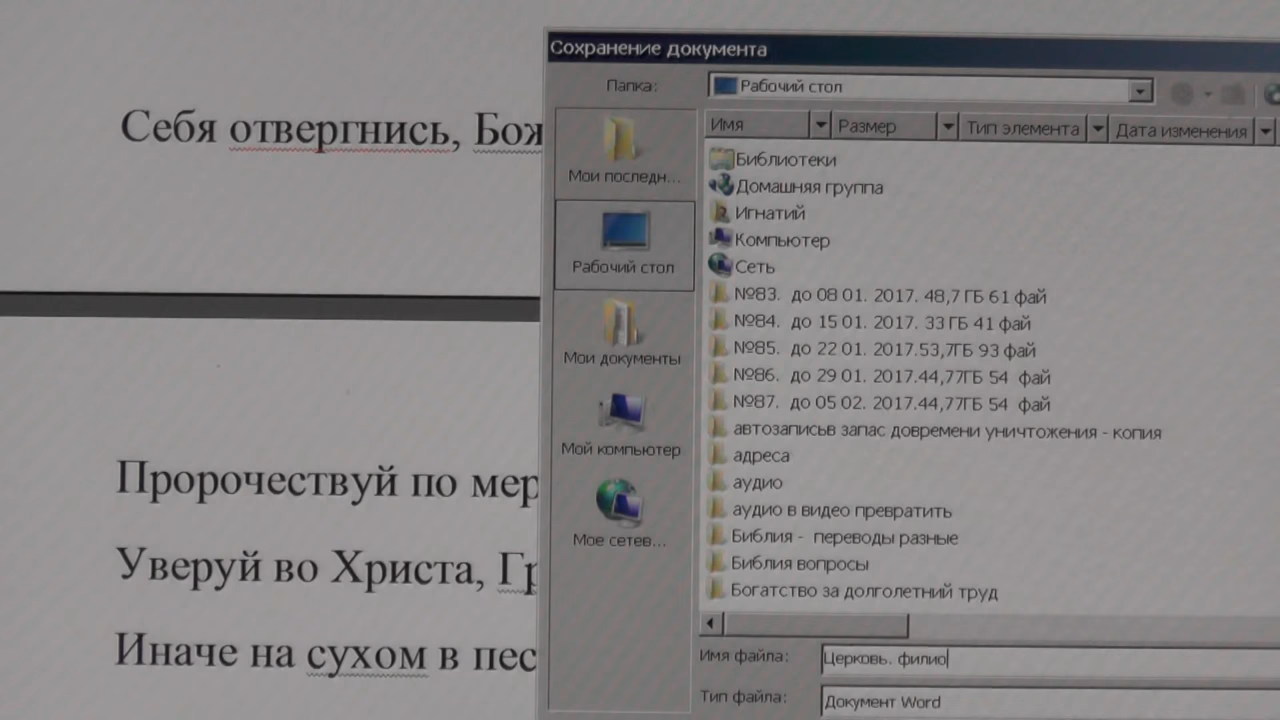 Себя отвергнись, Бож
Пророчествуй по мер
Уверуй во Христа, Гр
Иначе на сухом в пес
Сохранение документа
Папка: Рабочий стол
Мои последн...
Рабочий стол
Мои документы
Мой компьютер
Мое сетев...
Имя Размер Тип элемента Дата изменения
Библиотеки
Домашняя группа
Игнатий
Компьютер
Сеть
№83. до 08 01. 2017. 48,7 ГБ 61 фай
№84. до 15 01. 2017. 33 ГБ 41 фай
№85. до 22 01. 2017.53,7ГБ 93 фай
№86. до 29 01. 2017.44,77ГБ 54 фай
№87. до 05 02. 2017.44,77ГБ 54 фай
автозаписьв запас довремени уничтожения - копия
адреса
аудио
аудио в видео превратить
Библия - переводы разные
Библия вопросы
Богатство за долголетний труд
Имя файла: Церковь. филио
Тип файла: Документ Word